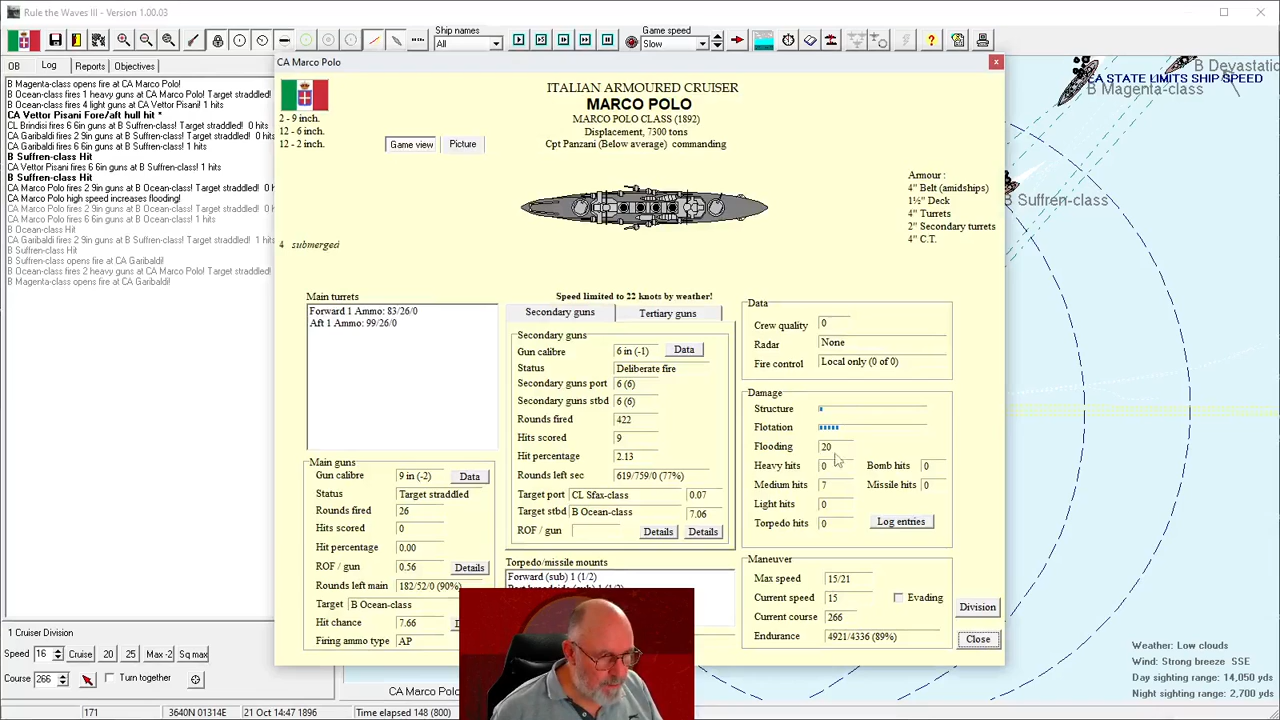 Rule the Waves III - Version 1.00.03
Ship names
All
Game speed
Slow
OB
Log
Reports
Objectives
B Magenta-class opens fire at CA Marco Polo!
B Ocean-class fires 1 heavy guns at CA Marco Polo! Target straddled!
B Ocean-class fires 4 light guns at CA Vettor Pisani! 1 hits
CA Vettor Pisani Fore/aft hull hit *
CL Brindisi fires 6 6in guns at B Suffren-class! Target straddled! 0 hits
CA Garibaldi fires 2 9in guns at B Suffren-class! Target straddled! 0
CA Garibaldi fires 6 6in guns at B Suffren-class! 1 hits
B Suffren-class Hit
CA Vettor Pisani fires 6 6in guns at B Suffren-class! 1 hits
B Suffren-class Hit
CA Marco Polo fires 2 9in guns at B Ocean-class! Target straddled! 0 h
CA Marco Polo high speed increases flooding!
CA Marco Polo fires 2 9in guns at B Ocean-class! Target straddled! 0
CA Marco Polo fires 6 6in guns at B Ocean-class! 1 hits
B Ocean-class Hit
CA Garibaldi fires 2 9in guns at B Suffren-class! Target straddled! 1
B Suffren-class Hit
B Suffren-class opens fire at CA Garibaldi!
B Ocean-class fires 2 heavy guns at CA Marco Polo! Target straddled!
B Magenta-class opens fire at CA Garibaldi!
1 Cruiser Division
Speed
16
Cruise
20
25
Max -2
Sq max
Course
266
Turn together
CA Marco Polo
ITALIAN ARMOURED CRUISER
MARCO POLO
MARCO POLO CLASS (1892)
Displacement, 7300 tons
Cpt Panzani (Below average) commanding
2 - 9 inch.
12 - 6 inch.
12 - 2 inch.
Game view
Picture
Armour :
4" Belt (amidships)
1½" Deck
4" Turrets
2" Secondary turrets
4" C.T.
4 submerged
Main turrets
Forward 1 Ammo: 83/26/0
Aft 1 Ammo: 99/26/0
Main guns
Gun calibre 9 in (-2) Data
Status Target straddled
Rounds fired 26
Hits scored 0
Hit percentage 0.00
ROF / gun 0.56 Details
Rounds left main 182/52/0 (90%)
Target B Ocean-class
Hit chance 7.66
Firing ammo type AP
Speed limited to 22 knots by weather!
Secondary guns
Tertiary guns
Secondary guns
Gun calibre 6 in (-1) Data
Status Deliberate fire
Secondary guns port 6 (6)
Secondary guns stbd 6 (6)
Rounds fired 422
Hits scored 9
Hit percentage 2.13
Rounds left sec 619/759/0 (77%)
Target port CL Sfax-class 0.07
Target stbd B Ocean-class 7.06
ROF / gun Details Details
Torpedo/missile mounts
Forward (sub) 1 (1/2)
Data
Crew quality 0
Radar None
Fire control Local only (0 of 0)
Damage
Structure
Flotation
Flooding 20
Heavy hits 0 Bomb hits 0
Medium hits 7 Missile hits 0
Light hits 0
Torpedo hits 0
Log entries
Maneuver
Max speed 15/21
Current speed 15 Evading
Current course 266
Endurance 4921/4336 (89%)
Division
Close
B Devastatio
EA STATE LIMITS SHIP SPEED
B Magenta-class
B Suffren-class
Weather: Low clouds
Wind: Strong breeze SSE
Day sighting range: 14,050 yds
Night sighting range: 2,700 yds
CA Marco Polo
171
3640N 01314E
21 Oct 14:47 1896
Time elapsed 148 (800)